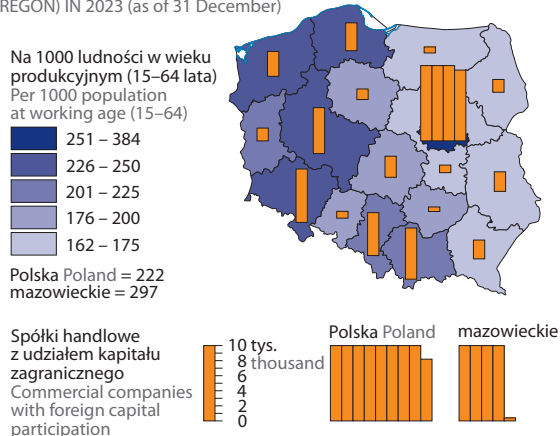 REGON) IN 2023 (as of 31 December)
Na 1000 ludności w wieku
produkcyjnym (15–64 lata)
Per 1000 population
at working age (15–64)
251 – 384
226 – 250
201 – 225
176 – 200
162 – 175
Polska Poland = 222
mazowieckie = 297
Spółki handlowe
z udziałem kapitału
zagranicznego
Commercial companies
with foreign capital
participation
10 tys.
8 thousand
6
4
2
0
Polska Poland
mazowieckie